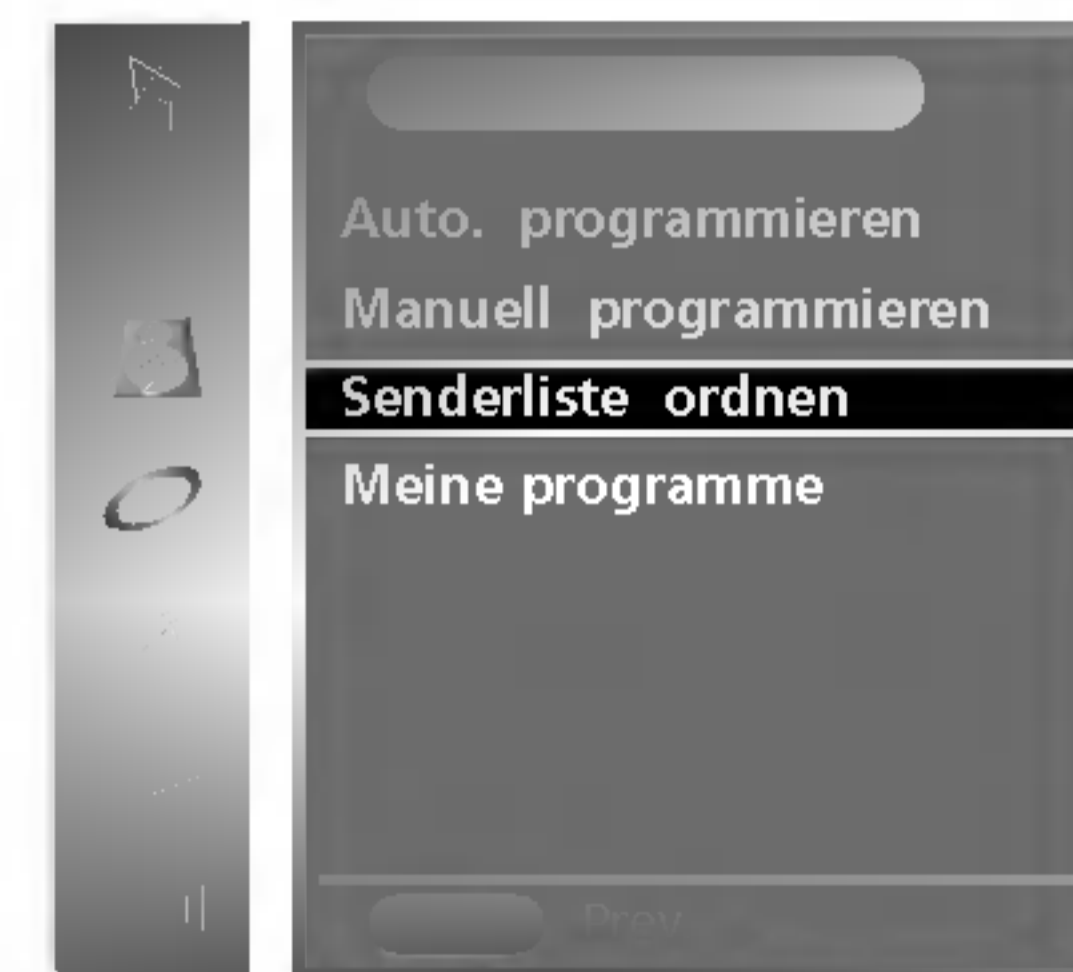 Auto. programmieren
Manuell programmieren
Senderliste ordnen
Meine programme
Prev